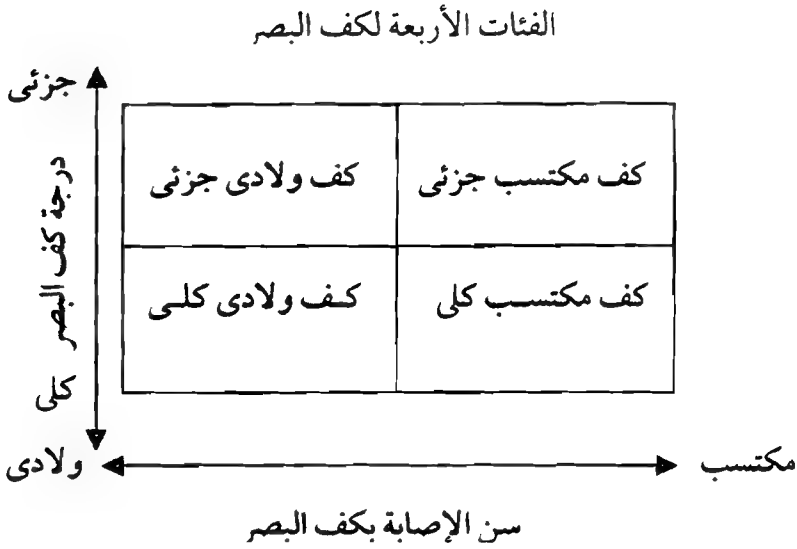 الفئات الأربعة لكف البصر
جزئى
كف مكتسب جزئى
كف ولادى جزئى
درجة كف البصر
كف مكتسب كلى
كف ولادى كلى
كلى
مكتسب
ولادى
سن الإصابة بكف البصر